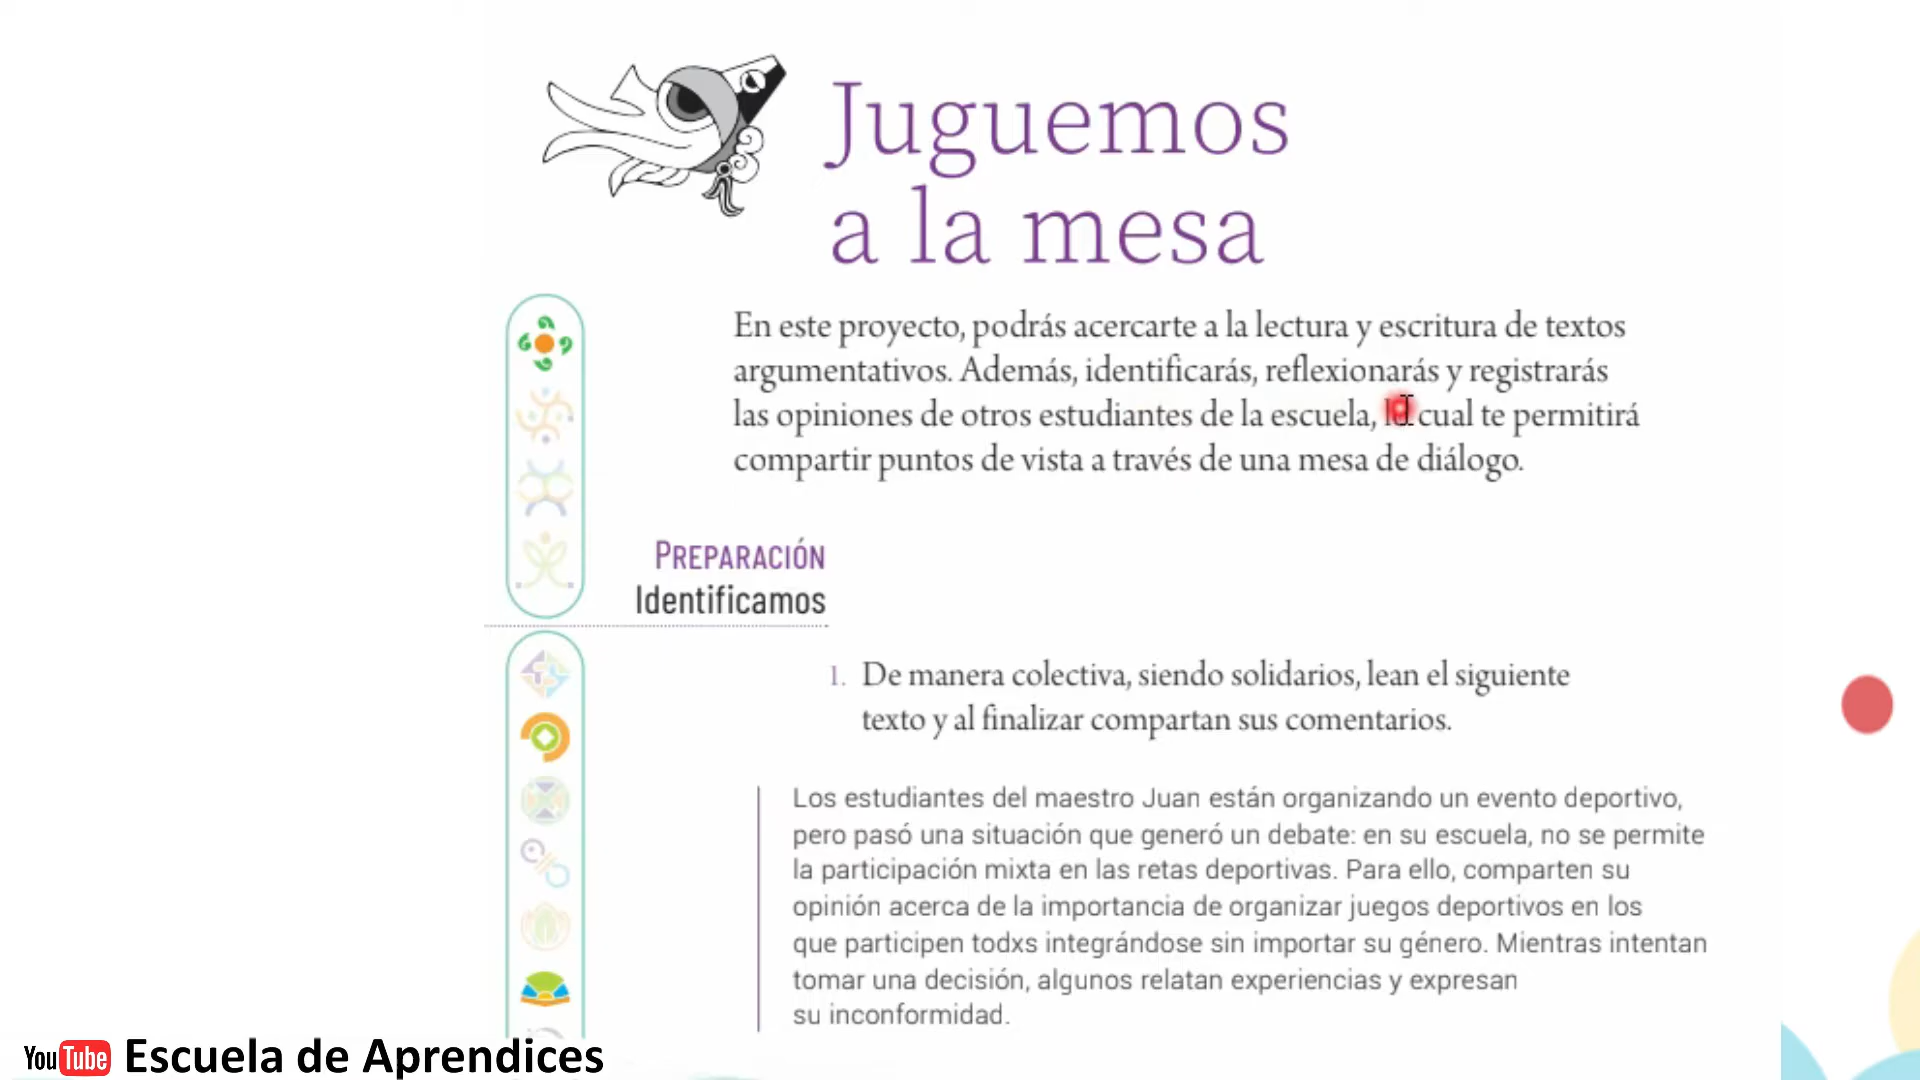 Juguemos
a la mesa
En este proyecto, podrás acercarte a la lectura y escritura de textos
argumentativos. Además, identificarás, reflexionarás y registrarás
las opiniones de otros estudiantes de la escuela, lo cual te permitirá
compartir puntos de vista a través de una mesa de diálogo.
PREPARACIÓN
Identificamos
1. De manera colectiva, siendo solidarios, lean el siguiente
texto y al finalizar compartan sus comentarios.
Los estudiantes del maestro Juan están organizando un evento deportivo,
pero pasó una situación que generó un debate: en su escuela, no se permite
la participación mixta en las retas deportivas. Para ello, comparten su
opinión acerca de la importancia de organizar juegos deportivos en los
que participen todxs integrándose sin importar su género. Mientras intentan
tomar una decisión, algunos relatan experiencias y expresan
su inconformidad.
YouTube Escuela de Aprendices